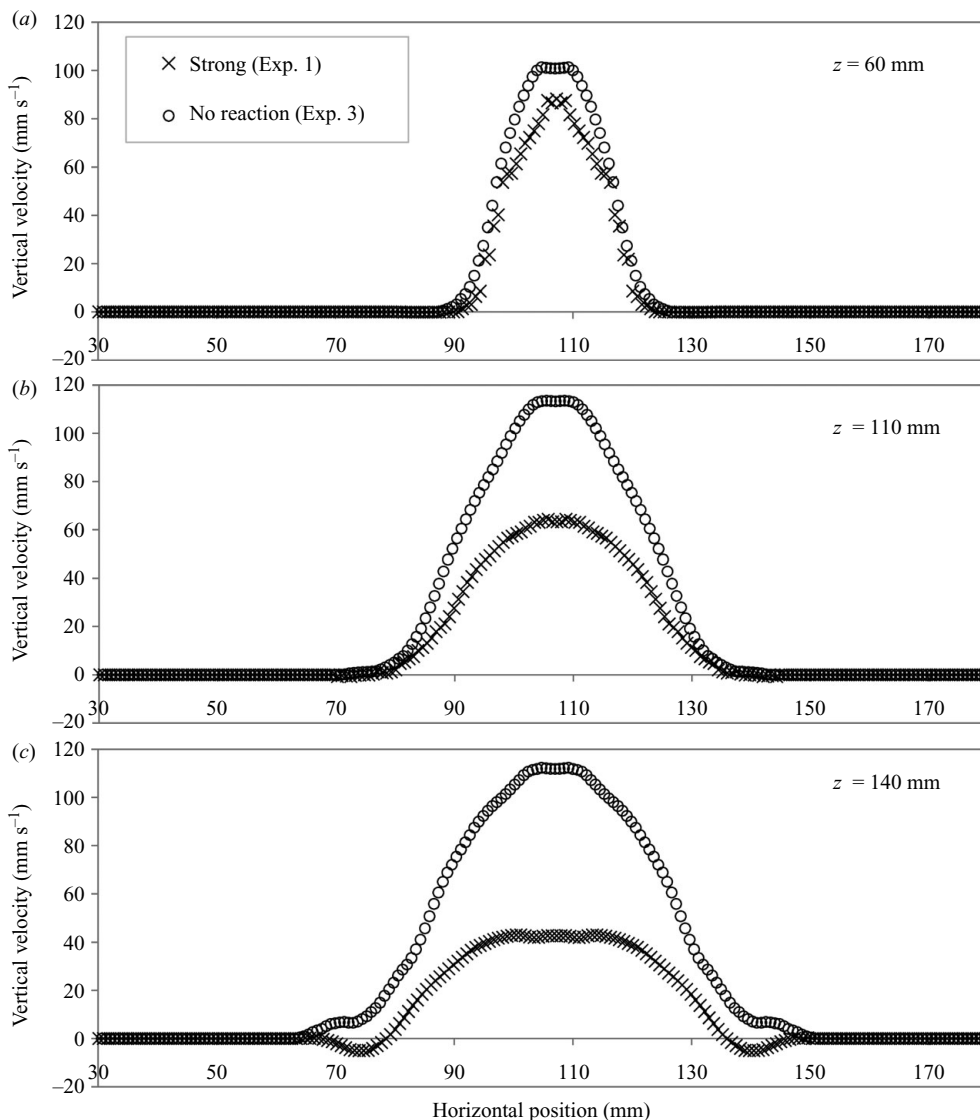 (a)
120
100
80
60
40
20
0
–20
Vertical velocity (mm s⁻¹)
Strong (Exp. 1)
No reaction (Exp. 3)
z = 60 mm
30 50 70 90 110 130 150 170
(b)
120
100
80
60
40
20
0
–20
Vertical velocity (mm s⁻¹)
z = 110 mm
30 50 70 90 110 130 150 170
(c)
120
100
80
60
40
20
0
–20
Vertical velocity (mm s⁻¹)
z = 140 mm
30 50 70 90 110 130 150 170
Horizontal position (mm)